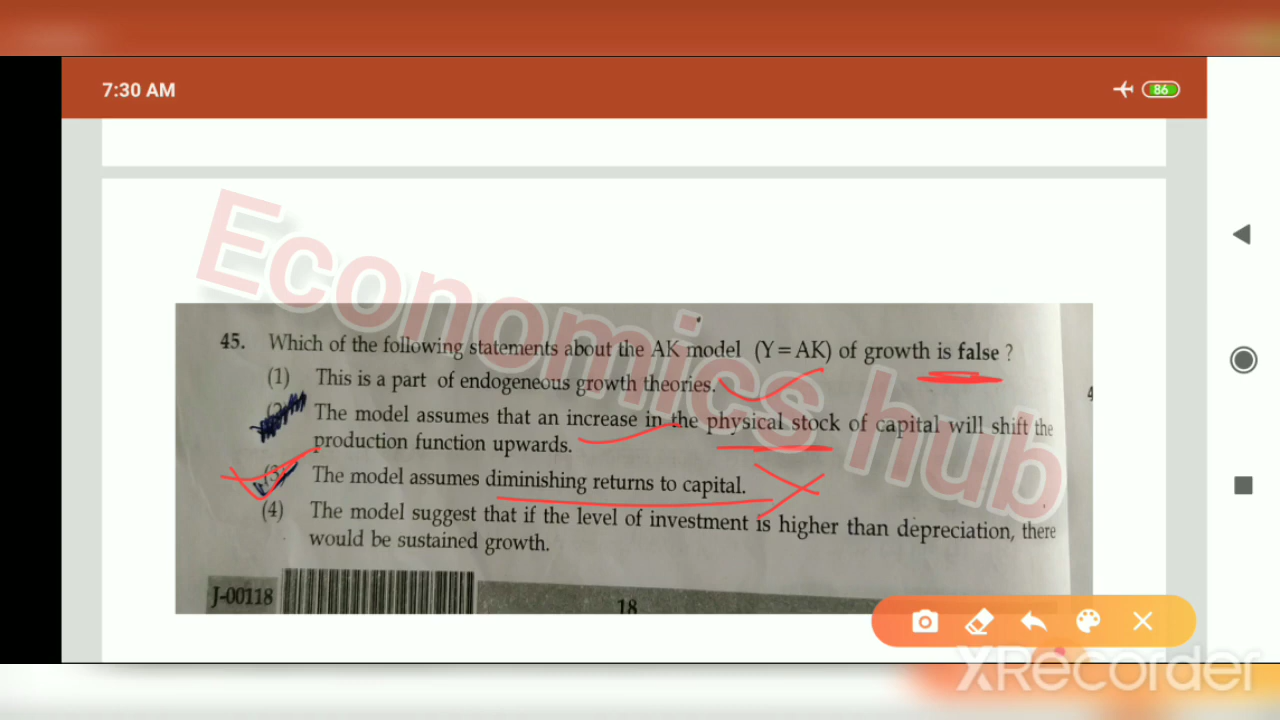 7:30 AM
86
Economics hub
45. Which of the following statements about the AK model (Y = AK) of growth is false ?
(1) This is a part of endogeneous growth theories.
The model assumes that an increase in the physical stock of capital will shift the
production function upwards.
(3) The model assumes diminishing returns to capital.
(4) The model suggest that if the level of investment is higher than depreciation, there
would be sustained growth.
J-00118
18
4
XRecorder